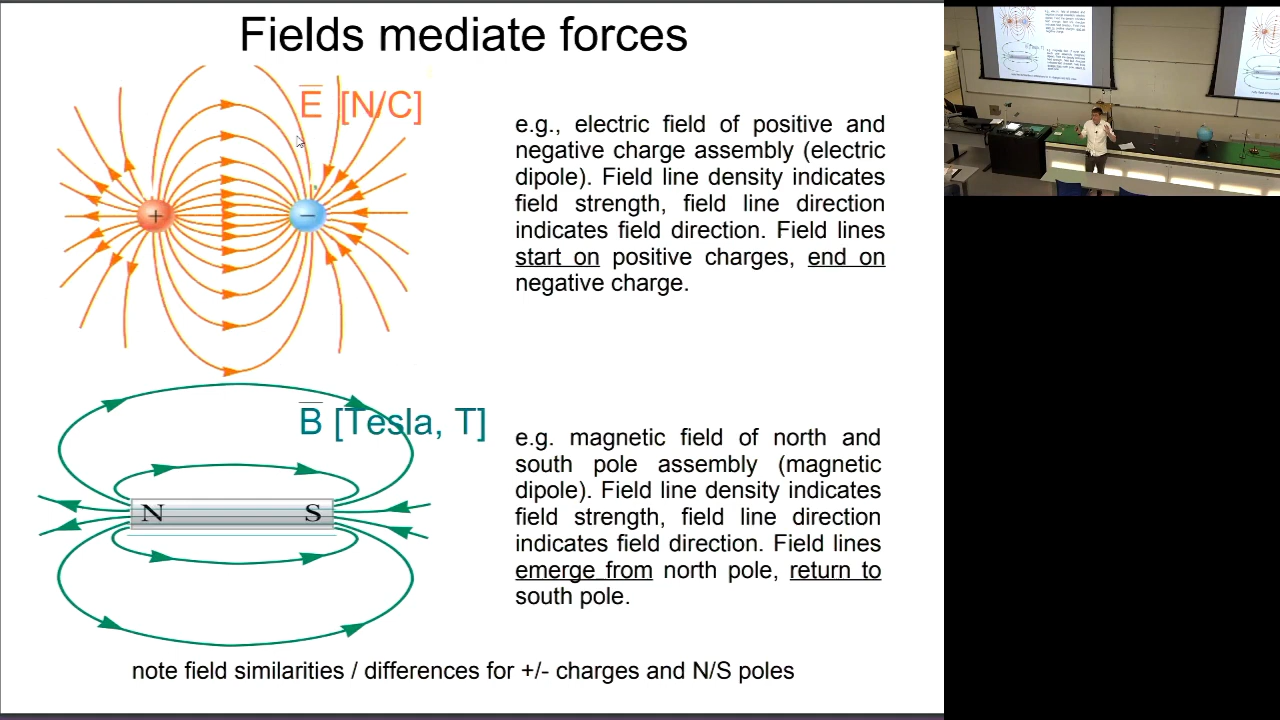 Fields mediate forces
E [N/C]
+
−
e.g., electric field of positive and
negative charge assembly (electric
dipole). Field line density indicates
field strength, field line direction
indicates field direction. Field lines
start on positive charges, end on
negative charge.
B [Tesla, T]
N S
e.g. magnetic field of north and
south pole assembly (magnetic
dipole). Field line density indicates
field strength, field line direction
indicates field direction. Field lines
emerge from north pole, return to
south pole.
note field similarities / differences for +/- charges and N/S poles